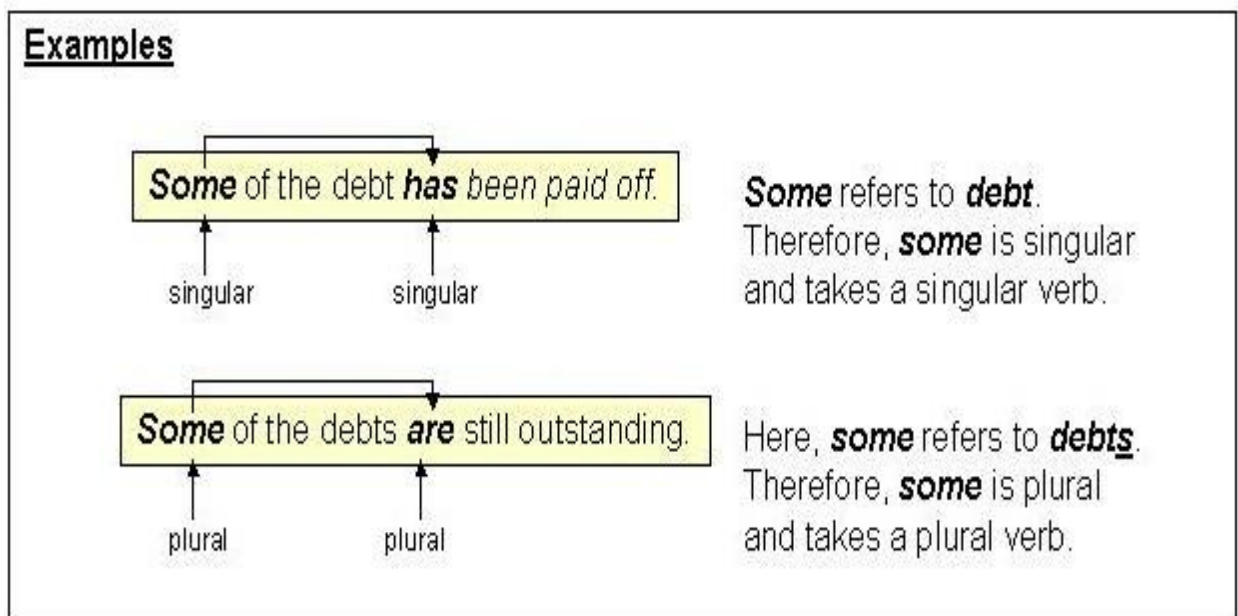 Examples
Some of the debt has been paid off.
singular singular
Some refers to debt.
Therefore, some is singular
and takes a singular verb.
Some of the debts are still outstanding.
plural plural
Here, some refers to debts.
Therefore, some is plural
and takes a plural verb.